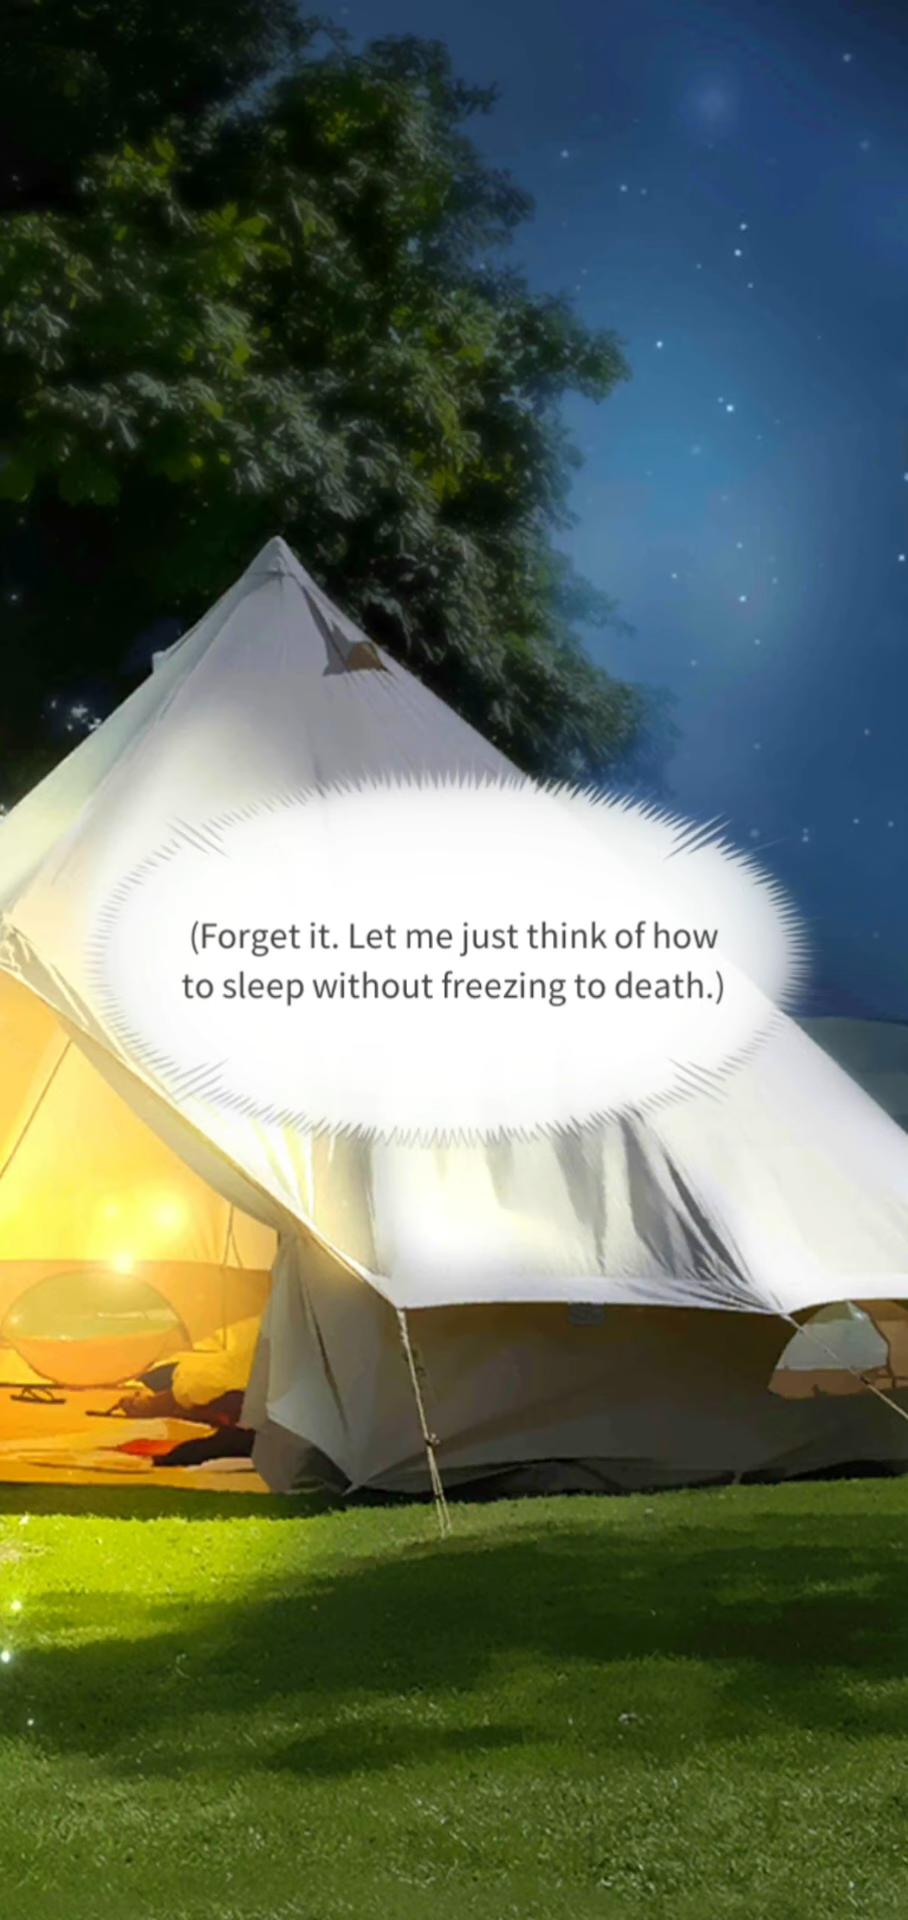 (Forget it. Let me just think of how
to sleep without freezing to death.)